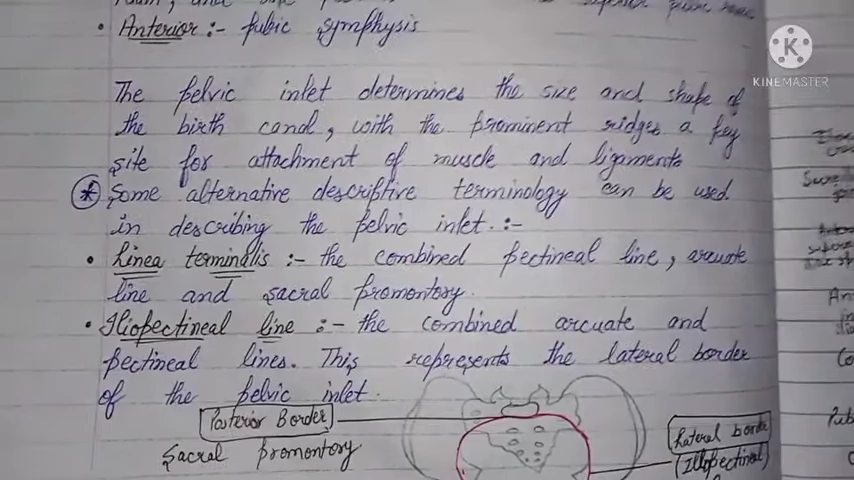 • Anterior :- pubic symphysis
The pelvic inlet determines the size and shape of
the birth canal, with the prominent ridges a key
site for attachment of muscle and ligaments
* Some alternative descriptive terminology can be used
in describing the pelvic inlet. :-
• Linea terminalis :- the combined pectineal line, arcuate
line and sacral promontory.
• Iliopectineal line :- the combined arcuate and
pectineal lines. This represents the lateral border
of the pelvic inlet.
Posterior Border
Sacral promontory
Lateral border
(Iliopectineal)
KINEMASTER